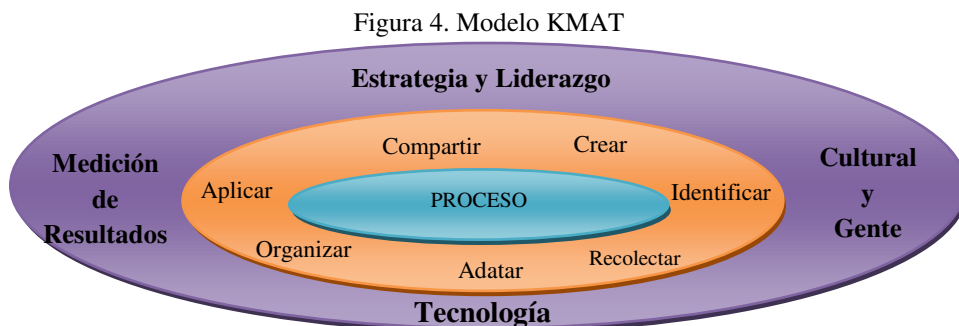 Figura 4. Modelo KMAT
Estrategia y Liderazgo
Medición
de
Resultados
Compartir
Crear
Aplicar
PROCESO
Identificar
Organizar
Adatar
Recolectar
Cultural
y
Gente
Tecnología